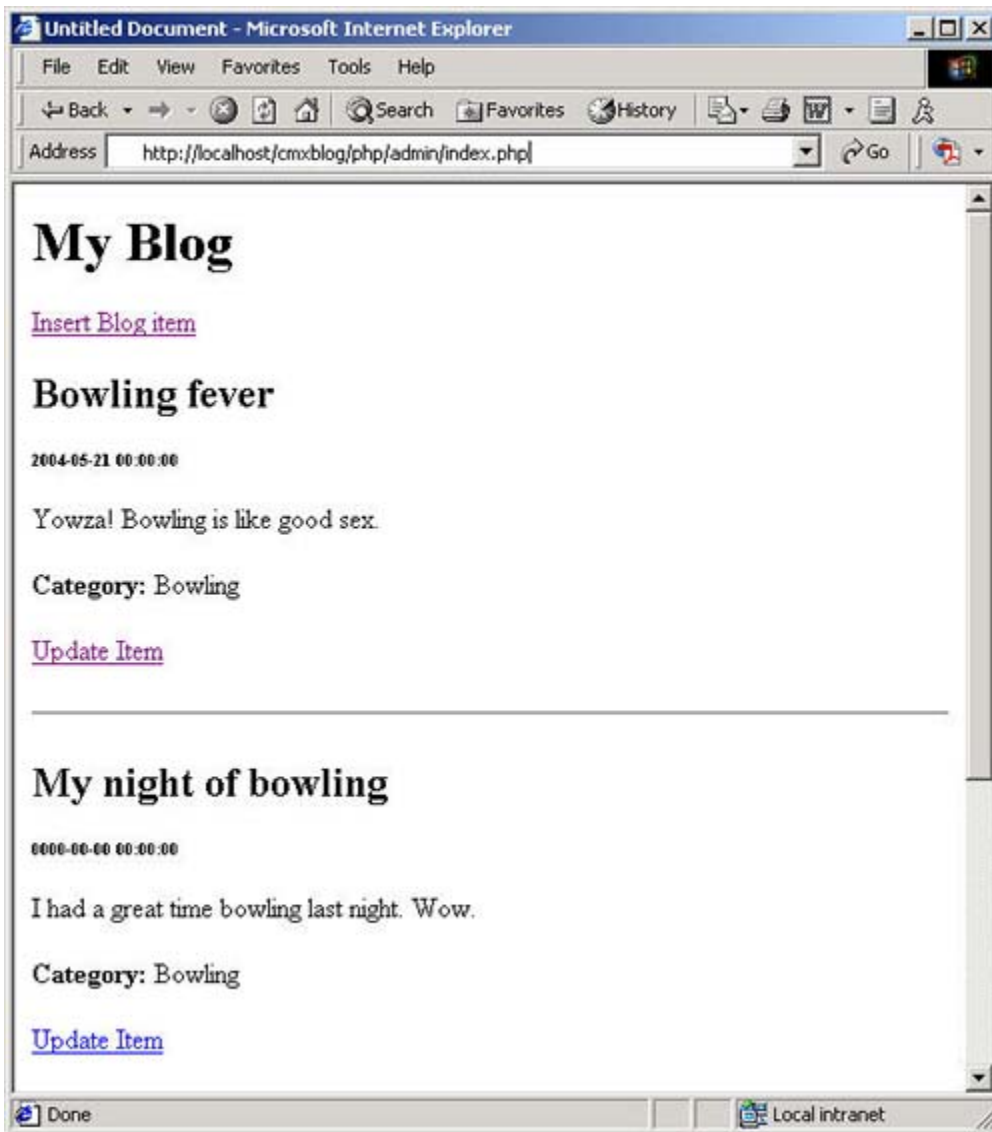 Untitled Document - Microsoft Internet Explorer
File Edit View Favorites Tools Help
Back Search Favorites History
Address http://localhost/cmxblog/php/admin/index.php Go
My Blog
Insert Blog item
Bowling fever
2004-05-21 00:00:00
Yowza! Bowling is like good sex.
Category: Bowling
Update Item
My night of bowling
0000-00-00 00:00:00
I had a great time bowling last night. Wow.
Category: Bowling
Update Item
Done Local intranet